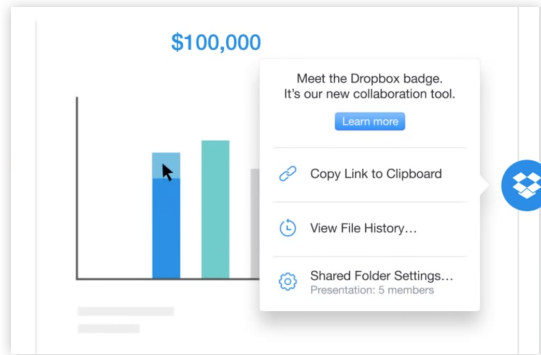 $100,000
Meet the Dropbox badge.
It's our new collaboration tool.
Learn more
Copy Link to Clipboard
View File History…
Shared Folder Settings…
Presentation: 5 members